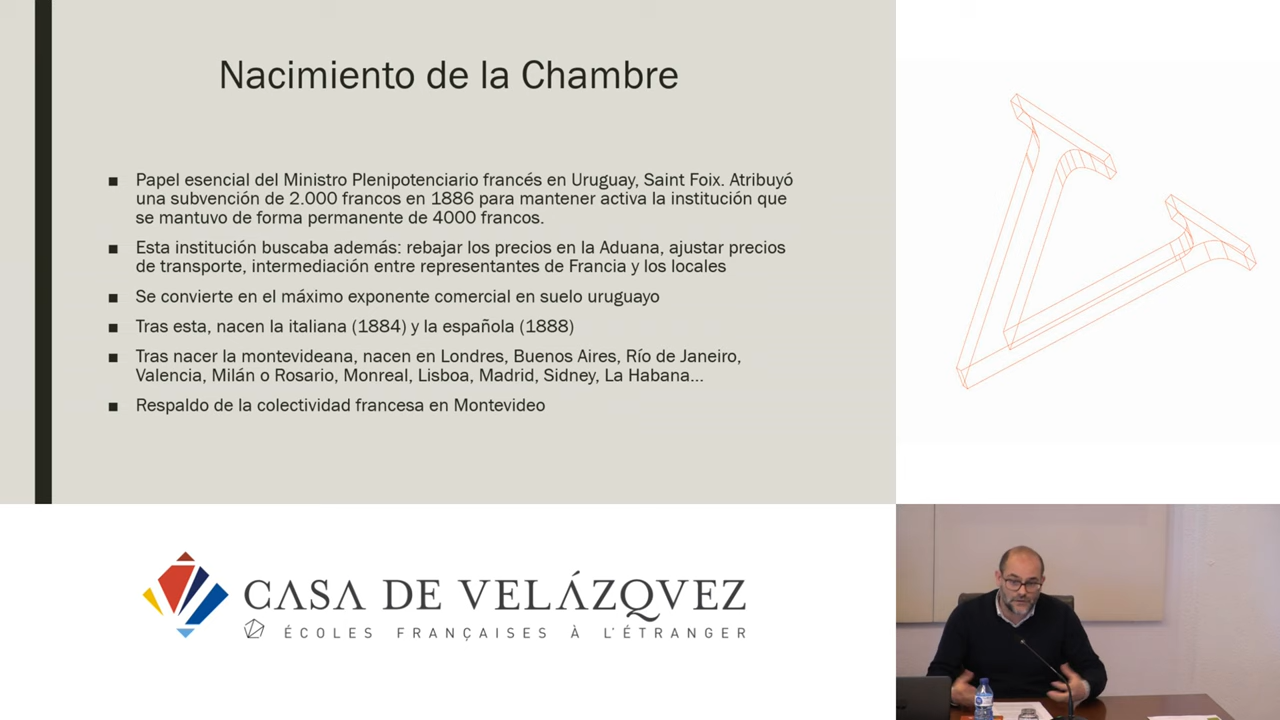 Nacimiento de la Chambre
■ Papel esencial del Ministro Plenipotenciario francés en Uruguay, Saint Foix. Atribuyó
una subvención de 2.000 francos en 1886 para mantener activa la institución que
se mantuvo de forma permanente de 4000 francos.
■ Esta institución buscaba además: rebajar los precios en la Aduana, ajustar precios
de transporte, intermediación entre representantes de Francia y los locales
■ Se convierte en el máximo exponente comercial en suelo uruguayo
■ Tras esta, nacen la italiana (1884) y la española (1888)
■ Tras nacer la montevideana, nacen en Londres, Buenos Aires, Río de Janeiro,
Valencia, Milán o Rosario, Monreal, Lisboa, Madrid, Sidney, La Habana...
■ Respaldo de la colectividad francesa en Montevideo
CASA DE VELÁZQVEZ
ÉCOLES FRANÇAISES À L'ÉTRANGER